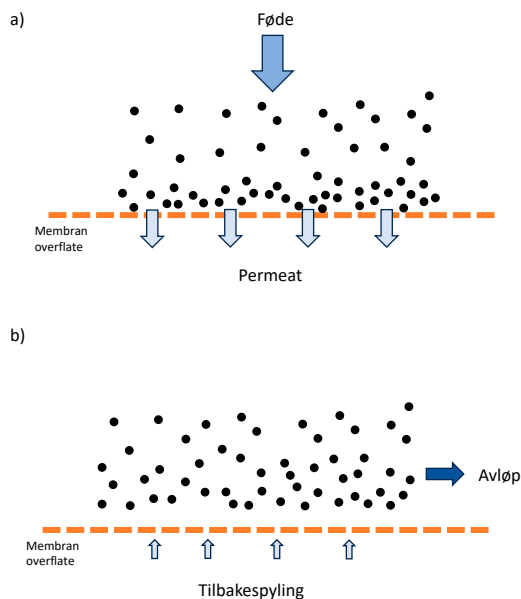 a)
Føde
Membran
overflate
Permeat
b)
Avløp
Membran
overflate
Tilbakespyling